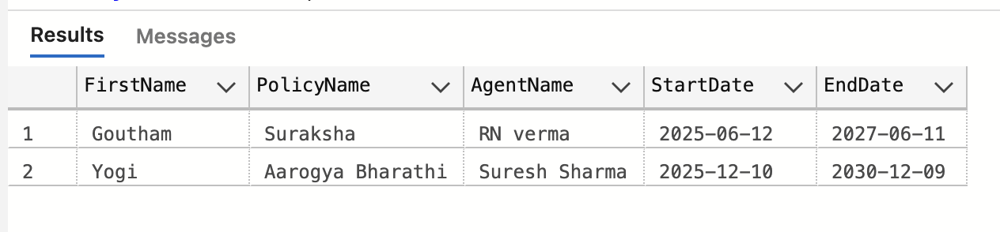 Results Messages
FirstName PolicyName AgentName StartDate EndDate
1 Goutham Suraksha RN verma 2025-06-12 2027-06-11
2 Yogi Aarogya Bharathi Suresh Sharma 2025-12-10 2030-12-09